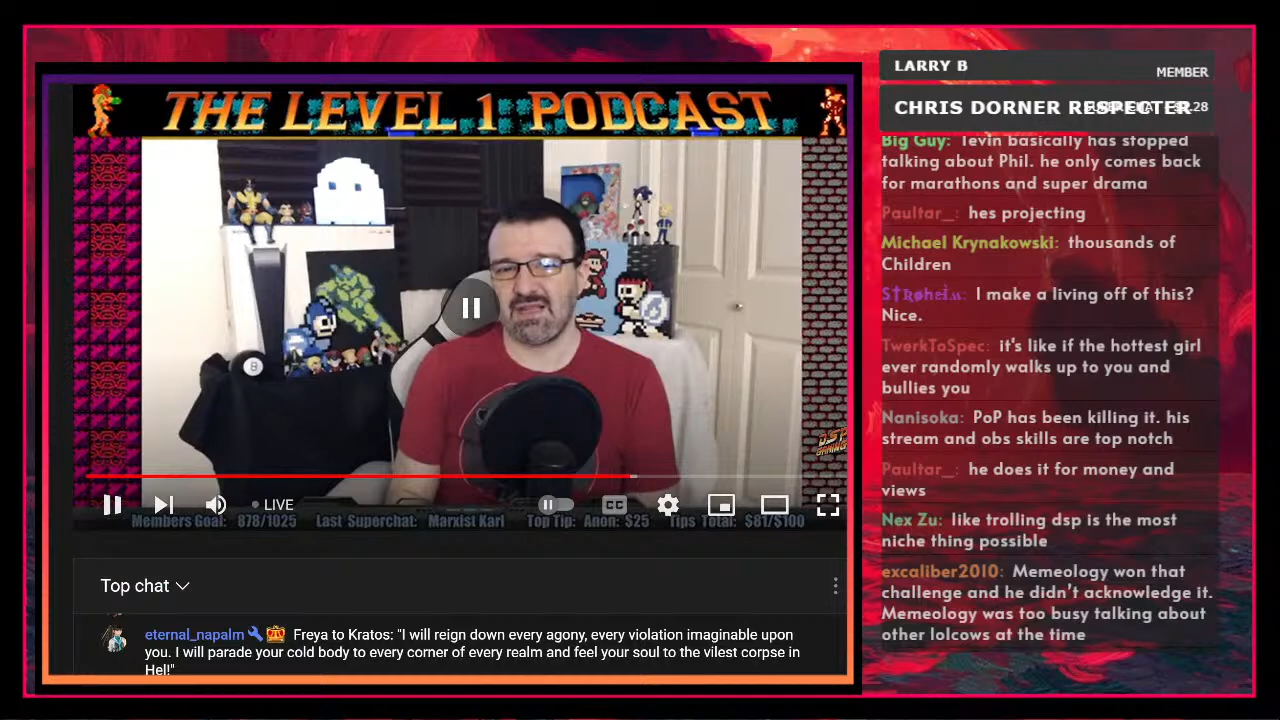 THE LEVEL 1 PODCAST
8
DSP
GAMING
LIVE
CC
Members Goal: 878/1025 Last Superchat: Marxist Karl Top Tip: Anon: $25 Tips Total: $81/$100
Top chat
eternal_napalm Freya to Kratos: "I will reign down every agony, every violation imaginable upon
you. I will parade your cold body to every corner of every realm and feel your soul to the vilest corpse in
Hel!"
LARRY B
MEMBER
CHRIS DORNER RESPECTER
Big Guy: Tevin basically has stopped
talking about Phil. he only comes back
for marathons and super drama
Paultar_: hes projecting
Michael Krynakowski: thousands of
Children
I make a living off of this?
Nice.
TwerkToSpec: it's like if the hottest girl
ever randomly walks up to you and
bullies you
Nanisoka: PoP has been killing it. his
stream and obs skills are top notch
Paultar_: he does it for money and
views
Nex Zu: like trolling dsp is the most
niche thing possible
excaliber2010: Memeology won that
challenge and he didn't acknowledge it.
Memeology was too busy talking about
other lolcows at the time